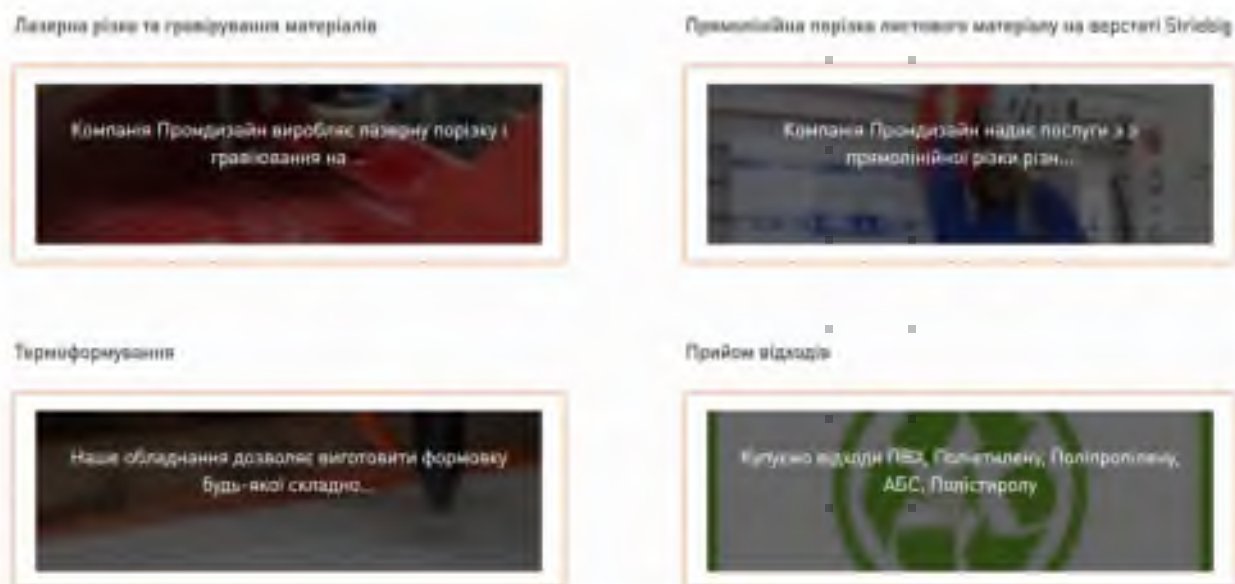 Лазерна різка та гравірування матеріалів
Прямолінійна порізка листового матеріалу на верстаті Striebig
Компанія Промдизайн виробляє лазерну порізку і
гравіювання на ...
Компанія Промдизайн надає послуги з з
прямолінійної різки різн...
Термоформування
Прийом відходів
Наше обладнання дозволяє виготовити формовку
будь-якої складно...
Купуємо відходи ПВХ, Поліетилену, Поліпропілену,
АБС, Полістиролу